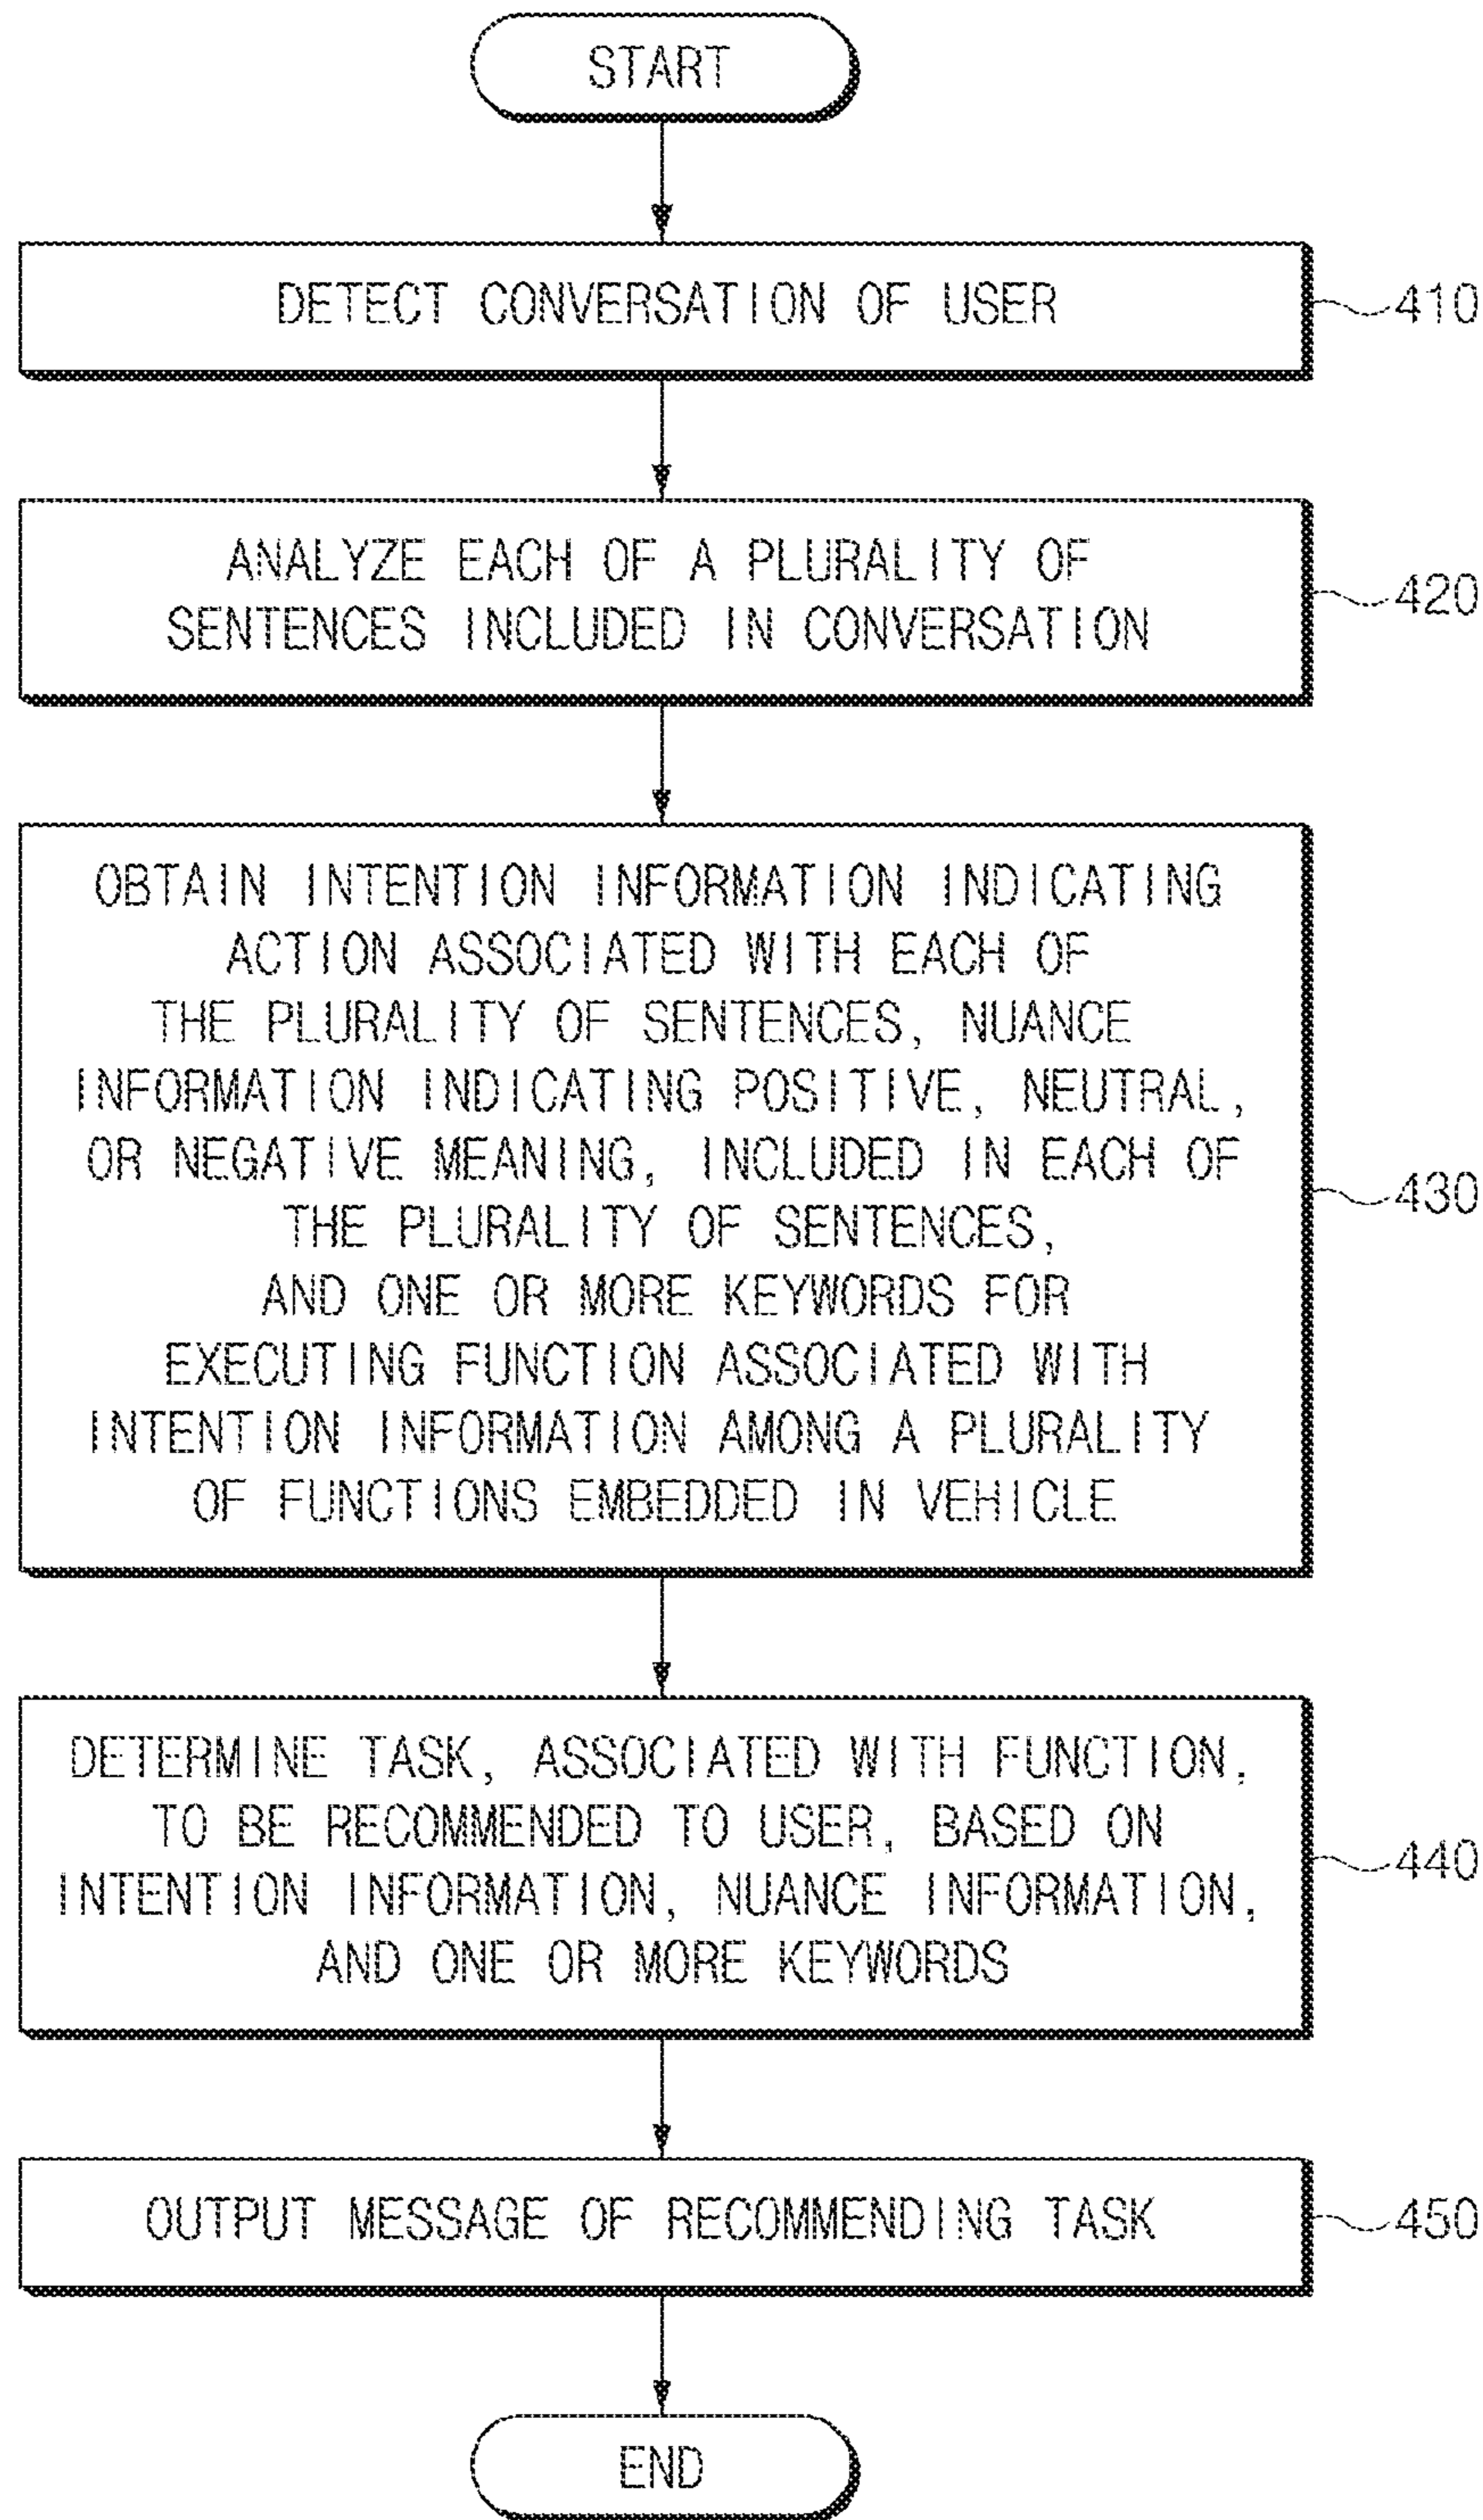 START
DETECT CONVERSATION OF USER
410
ANALYZE EACH OF A PLURALITY OF
SENTENCES INCLUDED IN CONVERSATION
420
OBTAIN INTENTION INFORMATION INDICATING
ACTION ASSOCIATED WITH EACH OF
THE PLURALITY OF SENTENCES, NUANCE
INFORMATION INDICATING POSITIVE, NEUTRAL,
OR NEGATIVE MEANING, INCLUDED IN EACH OF
THE PLURALITY OF SENTENCES,
AND ONE OR MORE KEYWORDS FOR
EXECUTING FUNCTION ASSOCIATED WITH
INTENTION INFORMATION AMONG A PLURALITY
OF FUNCTIONS EMBEDDED IN VEHICLE
430
DETERMINE TASK, ASSOCIATED WITH FUNCTION,
TO BE RECOMMENDED TO USER, BASED ON
INTENTION INFORMATION, NUANCE INFORMATION,
AND ONE OR MORE KEYWORDS
440
OUTPUT MESSAGE OF RECOMMENDING TASK
450
END